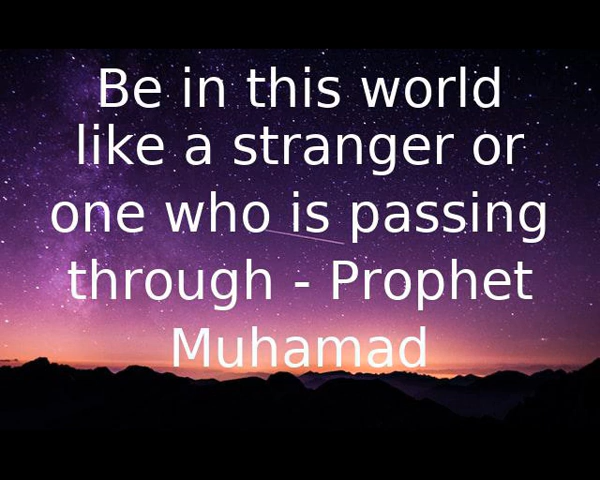 Be in this world
like a stranger or
one who is passing
through - Prophet
Muhamad